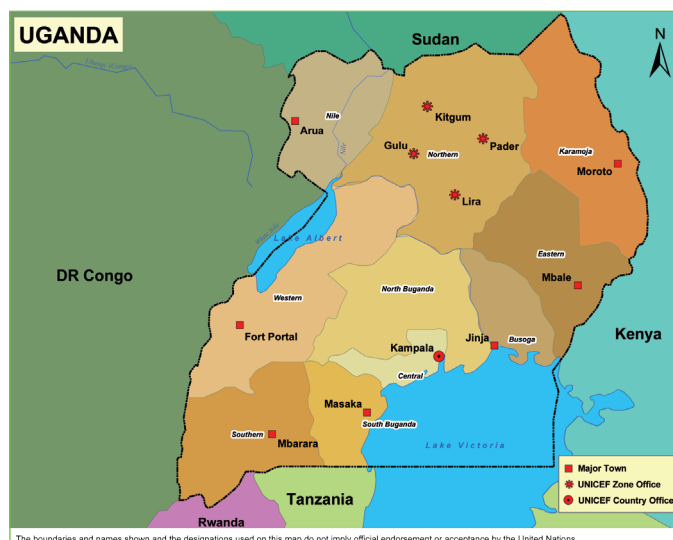 UGANDA
Sudan
N
Ubangi (Congo)
Nile
Arua
Kitgum
Karamoja
Gulu
Northern
Pader
Moroto
Nile
Lira
Lake Albert
Eastern
DR Congo
Western
North Buganda
Mbale
Fort Portal
Kampala
Jinja
Busoga
Kenya
Central
Masaka
South Buganda
Southern
Mbarara
Lake Victoria
Major Town
UNICEF Zone Office
UNICEF Country Office
Tanzania
Rwanda
The boundaries and names shown and the designations used on this map do not imply official endorsement or acceptance by the United Nations